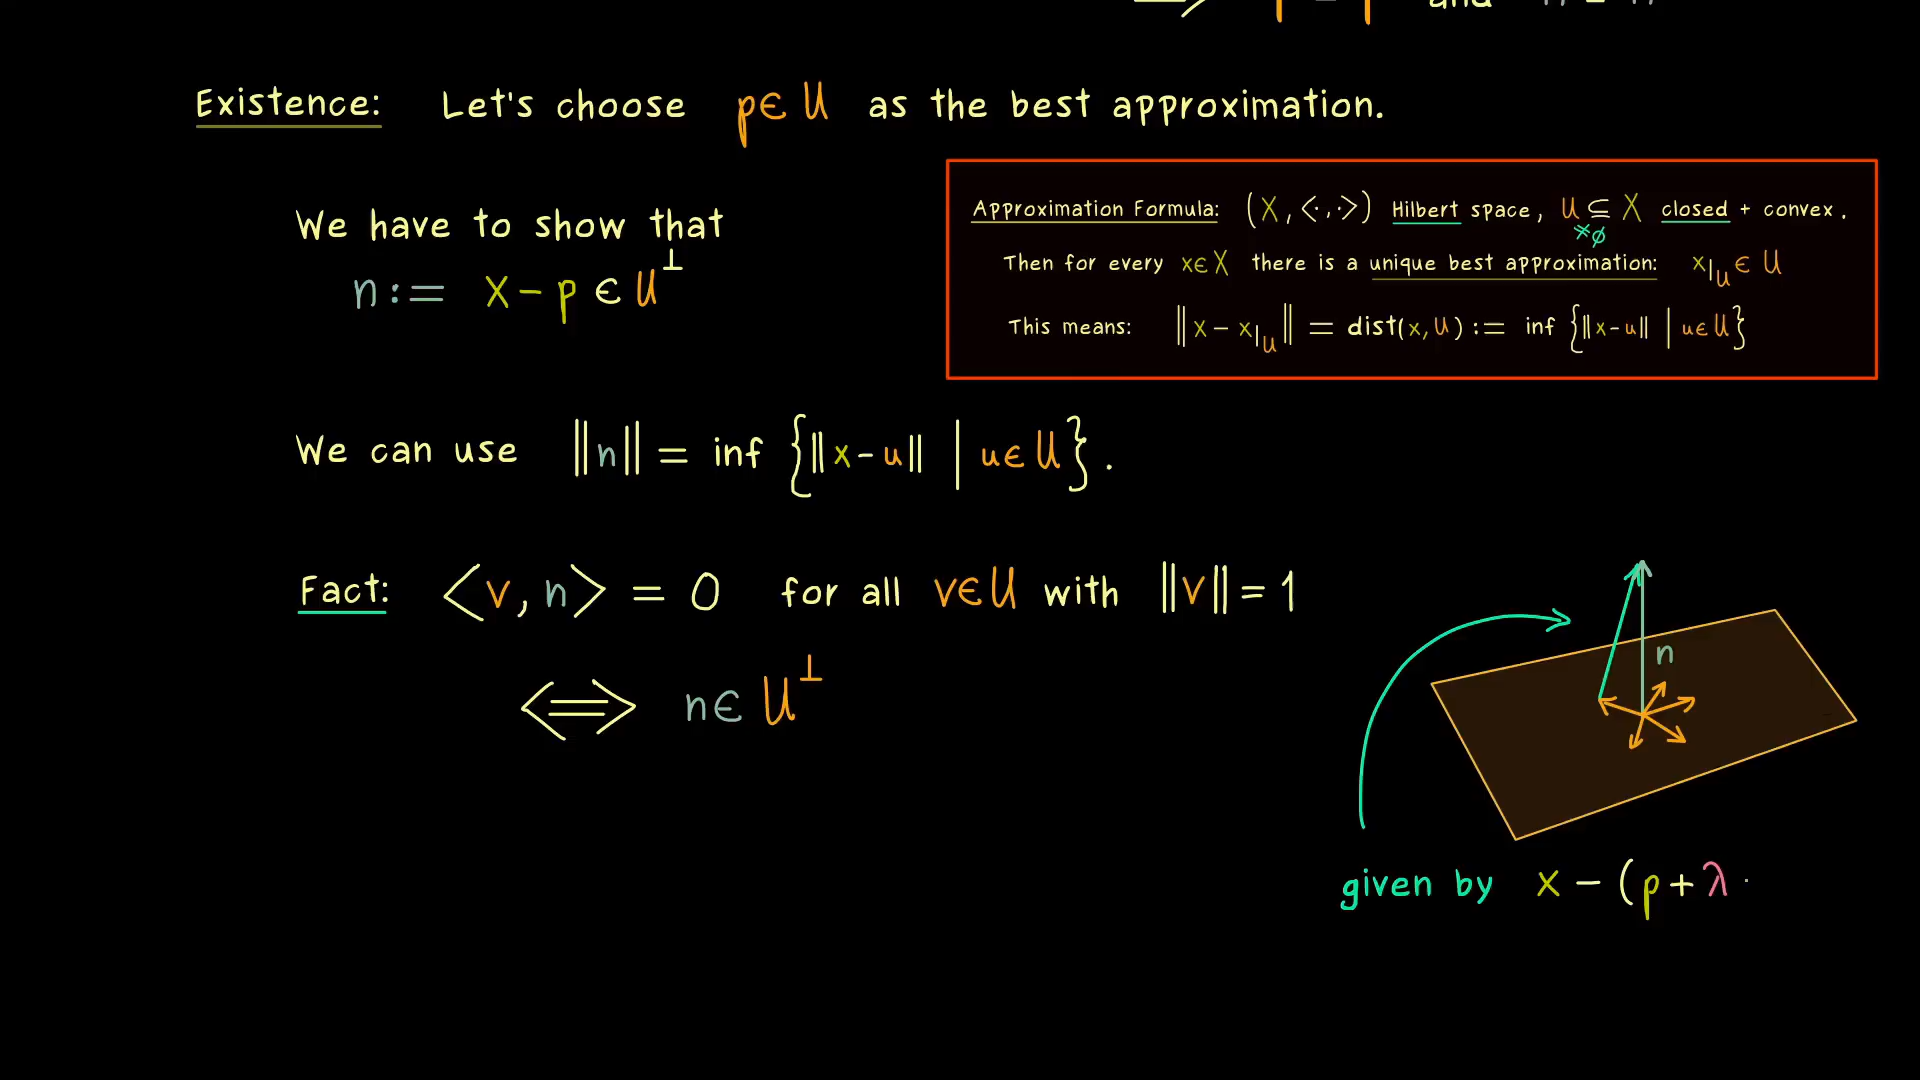 and
Existence: Let's choose p∈U as the best approximation.
We have to show that
n := x − p ∈ U^⊥
Approximation Formula: (X, <·,·>) Hilbert space, U ⊆ X closed + convex.
≠∅
Then for every x∈X there is a unique best approximation: x|_U ∈ U
This means: ‖x − x|_U‖ = dist(x, U) := inf {‖x−u‖ | u∈U}
We can use ‖n‖ = inf {‖x−u‖ | u∈U}.
Fact: <v, n> = 0 for all v∈U with ‖v‖ = 1
n
⟺ n∈U^⊥
given by x − (p + λ ·